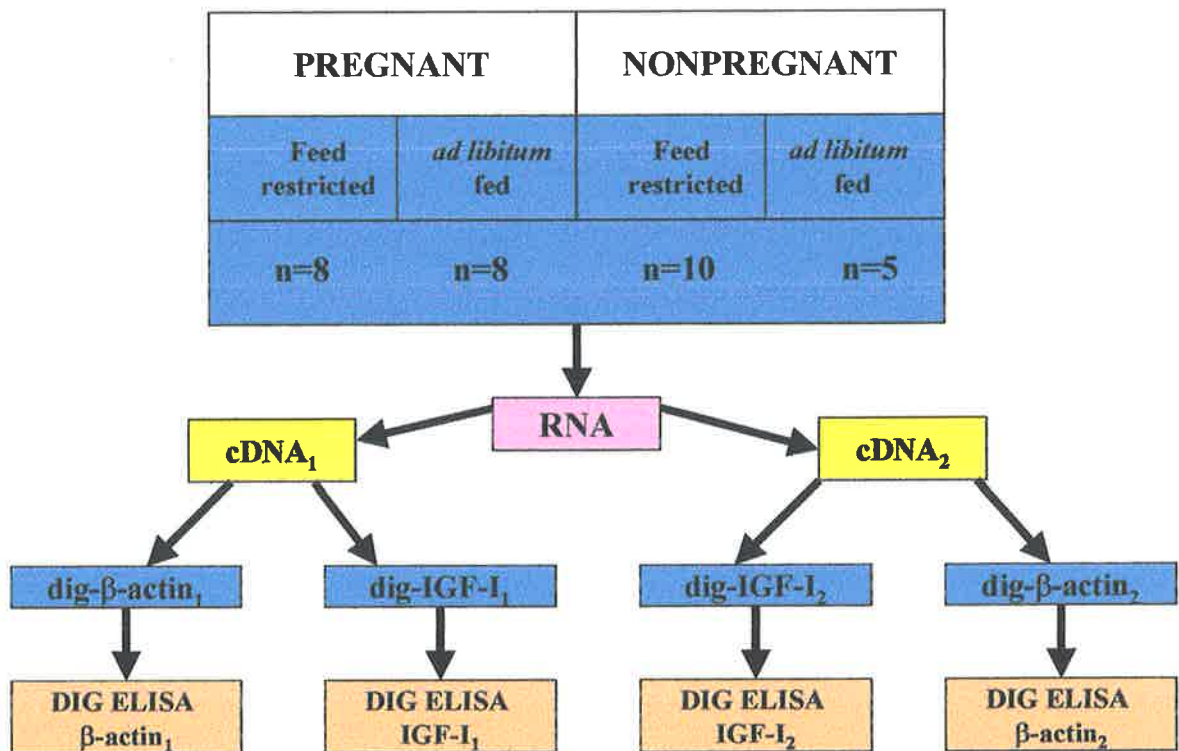 PREGNANT NONPREGNANT
Feed ad libitum Feed ad libitum
restricted fed restricted fed
n=8 n=8 n=10 n=5
RNA
cDNA₁ cDNA₂
dig-β-actin₁ dig-IGF-I₁ dig-IGF-I₂ dig-β-actin₂
DIG ELISA DIG ELISA DIG ELISA DIG ELISA
β-actin₁ IGF-I₁ IGF-I₂ β-actin₂